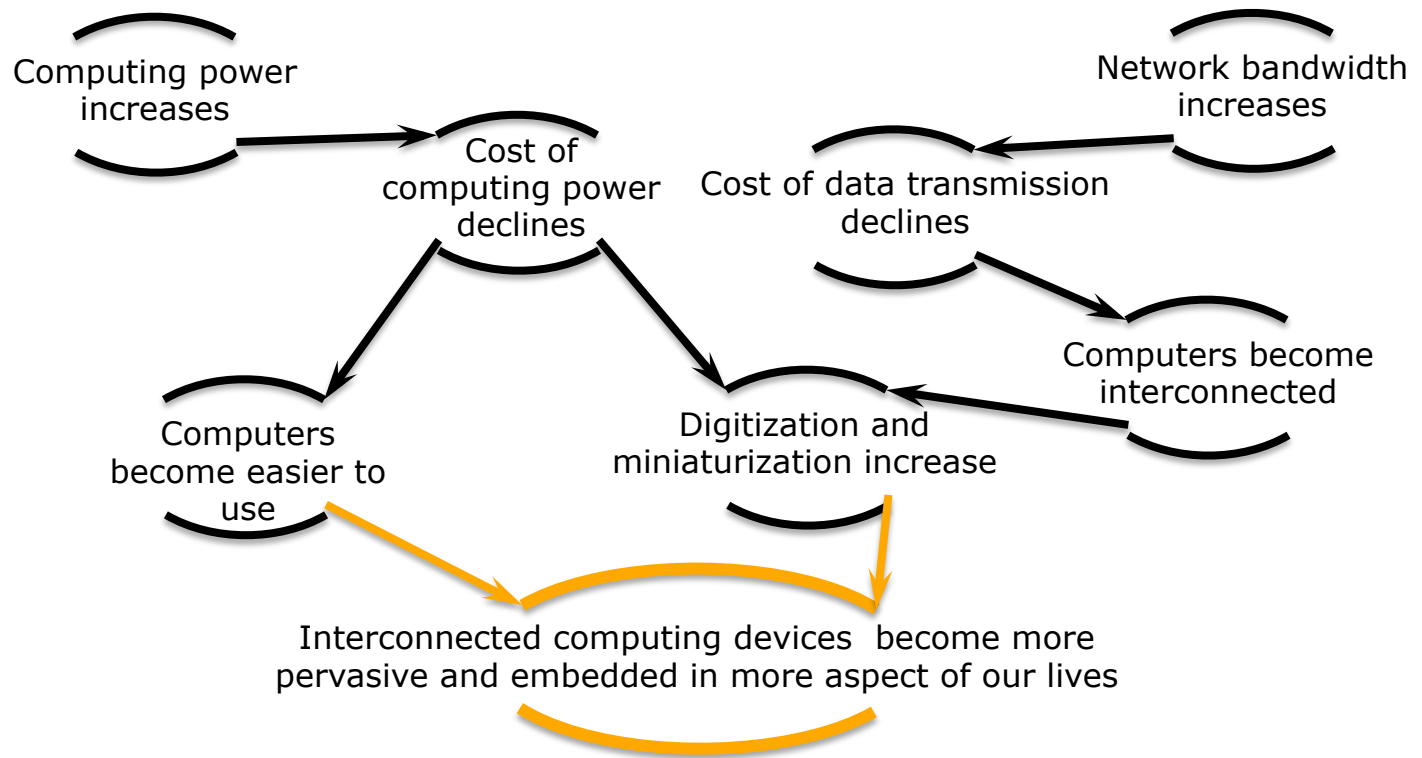 Computing power
increases
Network bandwidth
increases
Cost of
computing power
declines
Cost of data transmission
declines
Computers become
interconnected
Computers
become easier to
use
Digitization and
miniaturization increase
Interconnected computing devices  become more
pervasive and embedded in more aspect of our lives